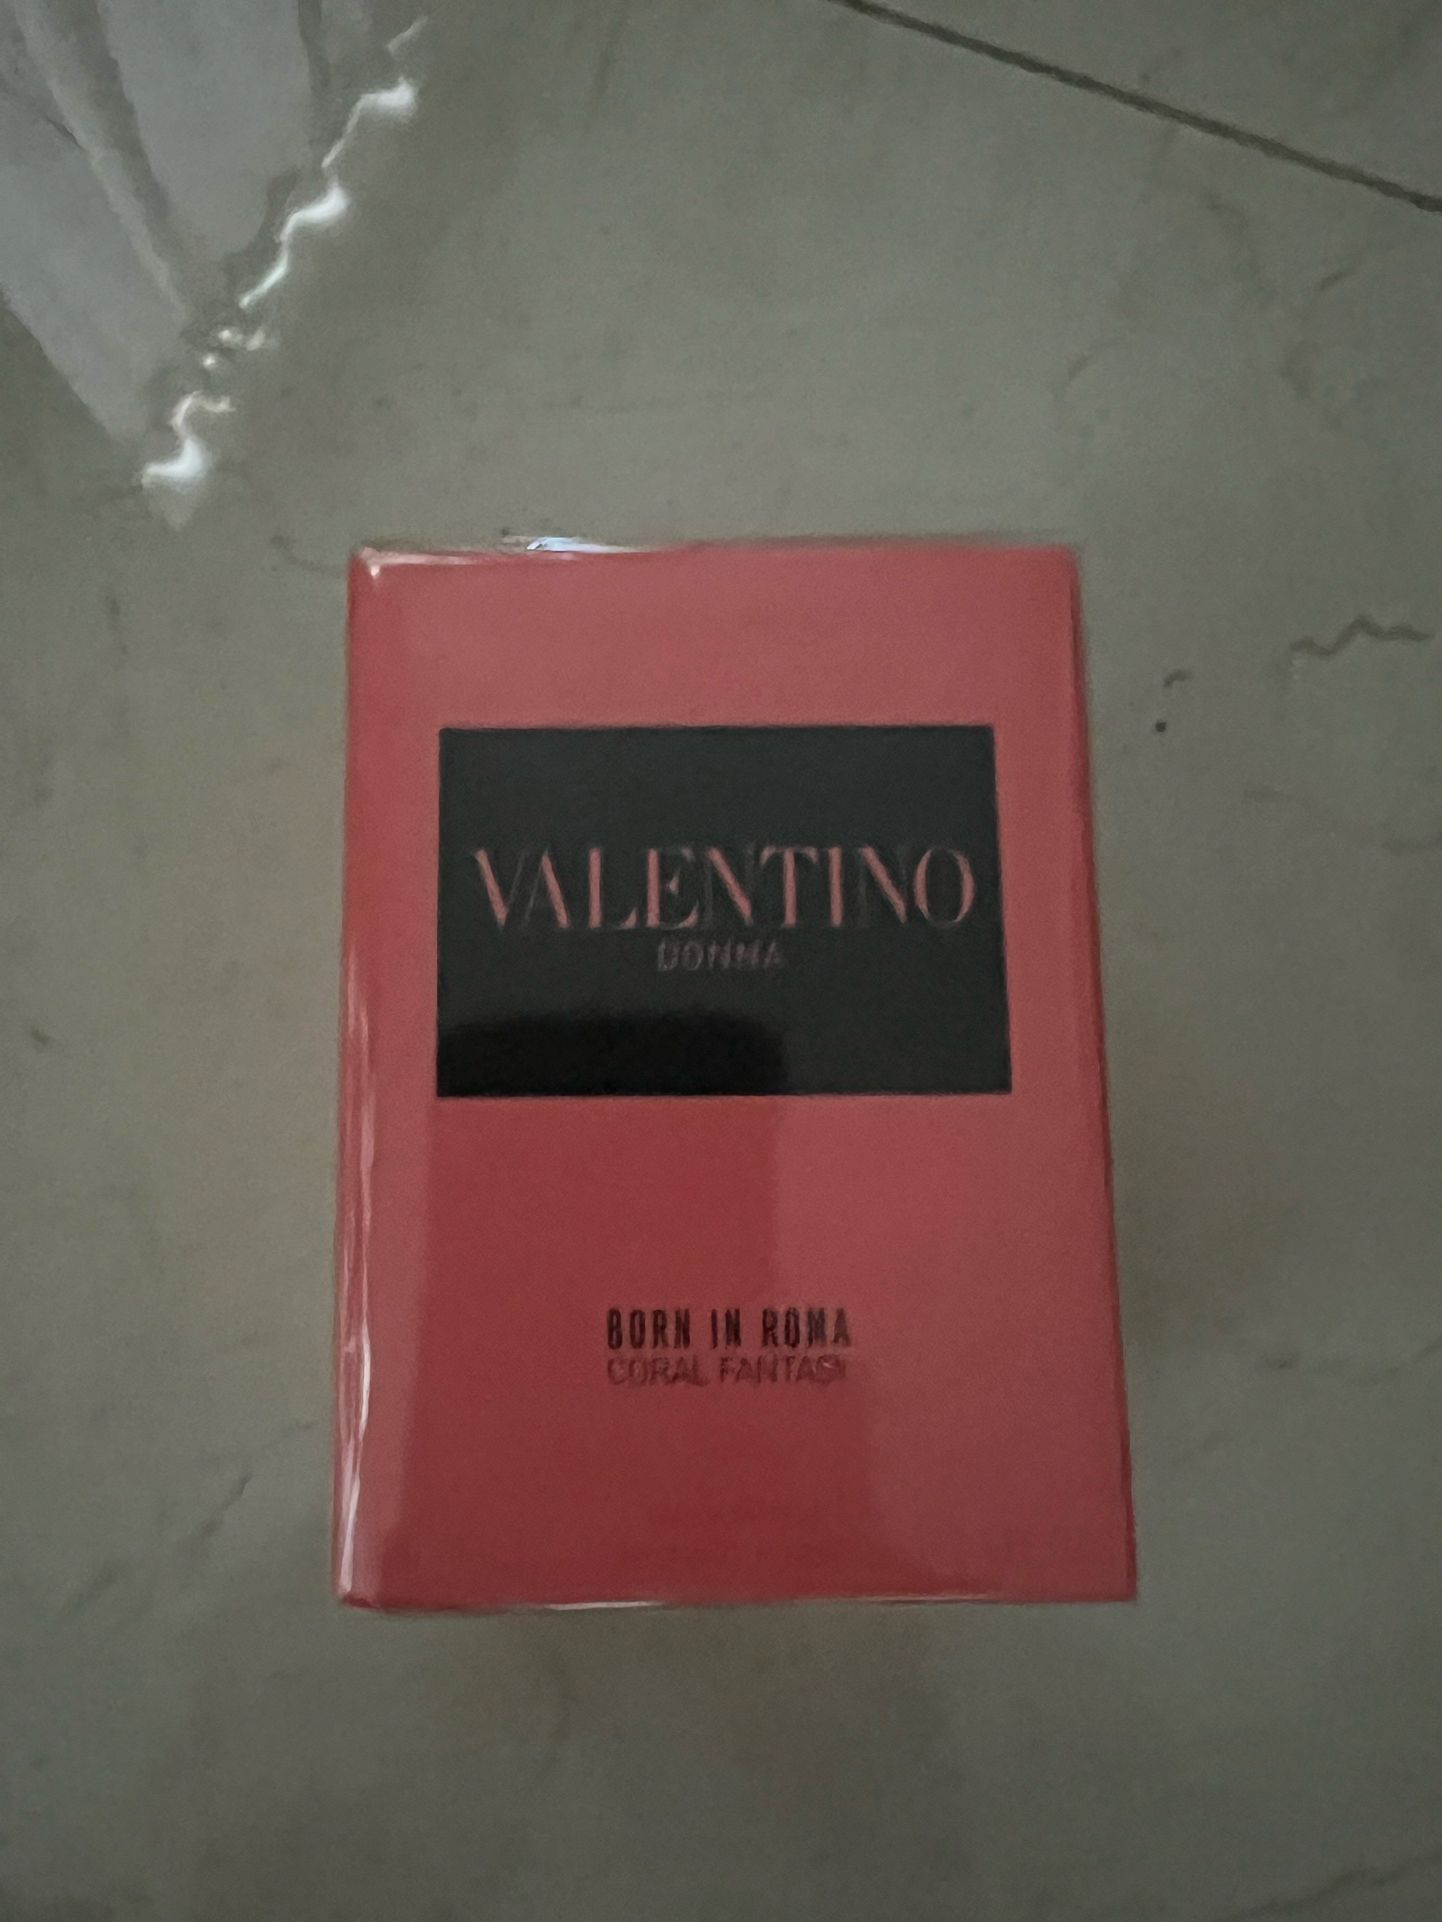 VALENTINO
DONNA
BORN IN ROMA
CORAL FANTASY